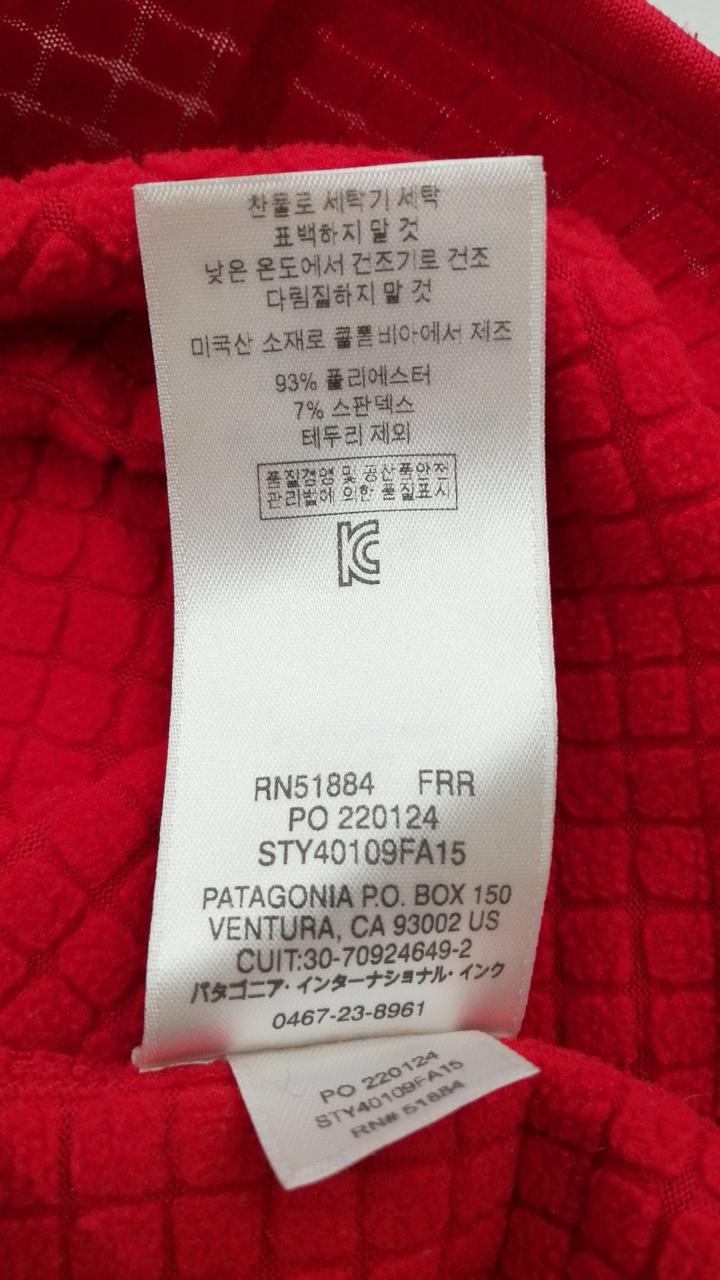 찬물로 세탁기 세탁
표백하지 말 것
낮은 온도에서 건조기로 건조
다림질하지 말 것
미국산 소재로 콜롬비아에서 제조
93% 폴리에스터
7% 스판덱스
테두리 제외
품질경영 및 공산품안전
관리법에 의한 품질표시
KC
RN51884 FRR
PO 220124
STY40109FA15
PATAGONIA P.O. BOX 150
VENTURA, CA 93002 US
CUIT:30-70924649-2
パタゴニア・インターナショナル・インク
0467-23-8961
PO 220124
STY40109FA15
RN# 51884